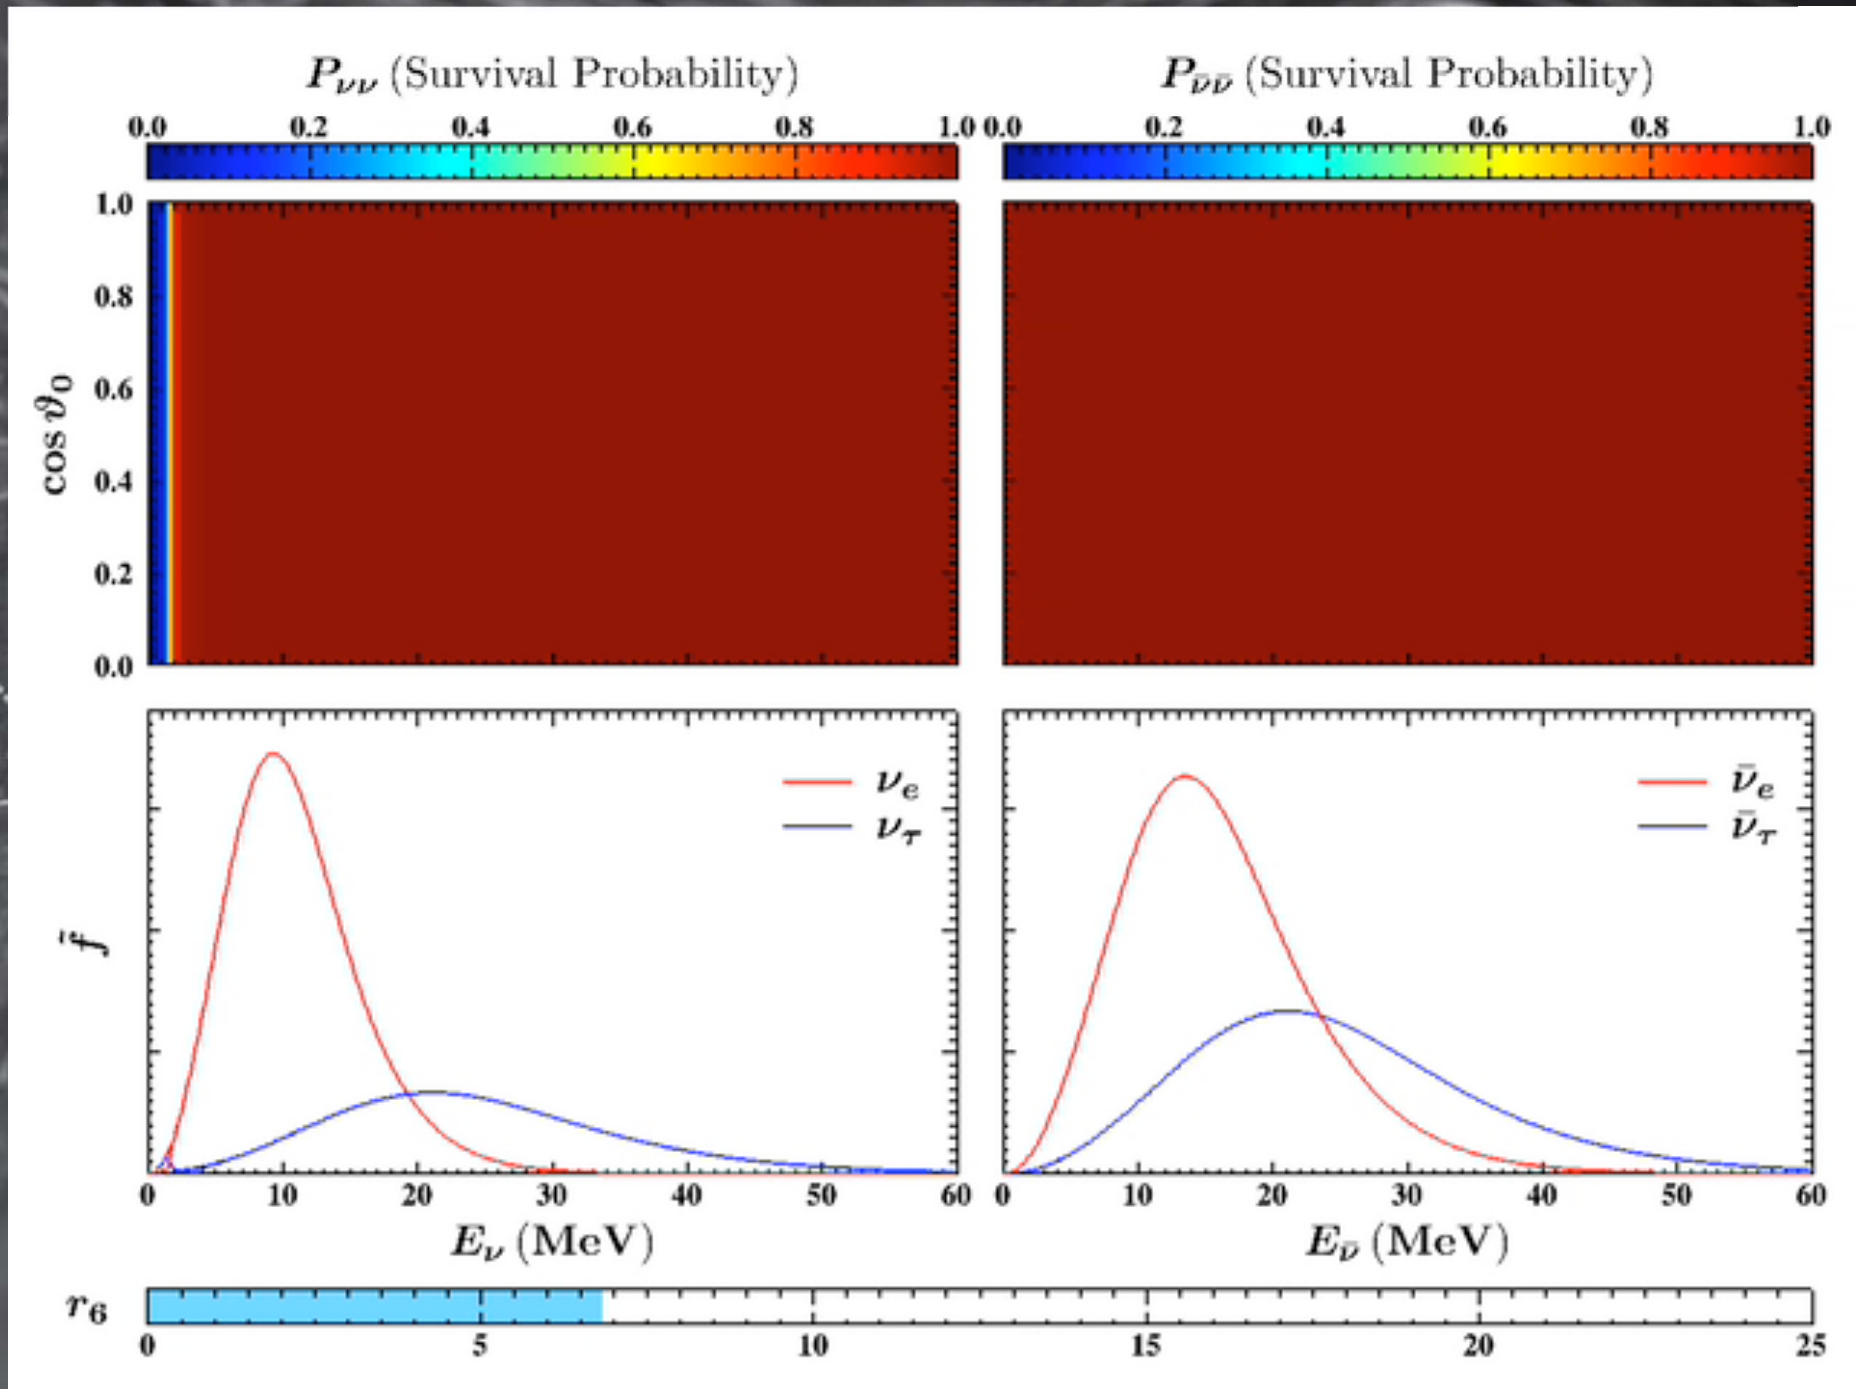 P_νν (Survival Probability) P_ν̄ν̄ (Survival Probability)
0.0 0.2 0.4 0.6 0.8 1.0 0.0 0.2 0.4 0.6 0.8 1.0
1.0
0.8
0.6
0.4
0.2
0.0
cos ϑ₀
ν_e
ν_τ
ν̄_e
ν̄_τ
f̃
0 10 20 30 40 50 60 0 10 20 30 40 50 60
E_ν (MeV) E_ν̄ (MeV)
r₆
0 5 10 15 20 25